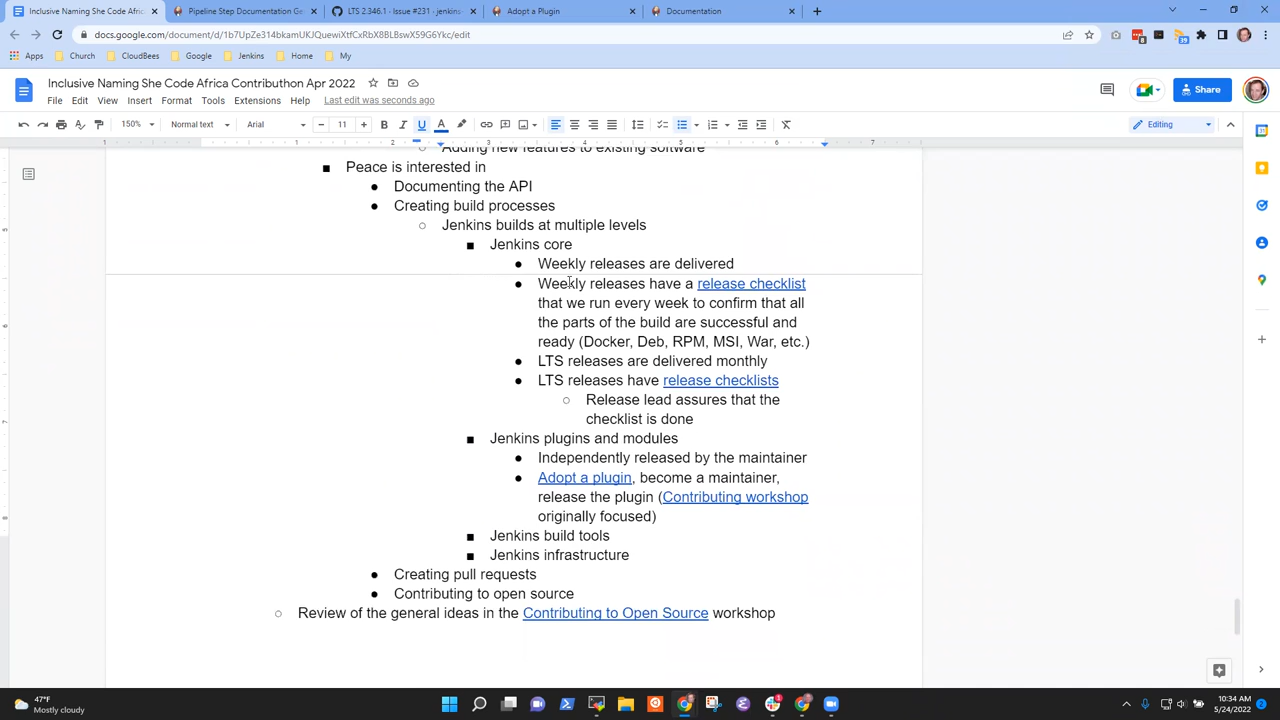 Inclusive Naming She Code Afric
Pipeline Step Documentation Ge
LTS 2.346.1 · Issue #231 · jenkins
Adopt a Plugin
Documentation
docs.google.com/document/d/1b7UpZe314bkamUKJQuewiXtfCxRbX8BLBswX59G6Ykc/edit
Apps Church CloudBees Google Jenkins Home My
Inclusive Naming She Code Africa Contributhon Apr 2022
Share
File Edit View Insert Format Tools Extensions Help Last edit was seconds ago
150% Normal text Arial 11 Editing
1 1 2 3 4 5 6 7
Adding new features to existing software
Peace is interested in
Documenting the API
Creating build processes
Jenkins builds at multiple levels
Jenkins core
Weekly releases are delivered
Weekly releases have a release checklist
that we run every week to confirm that all
the parts of the build are successful and
ready (Docker, Deb, RPM, MSI, War, etc.)
LTS releases are delivered monthly
LTS releases have release checklists
Release lead assures that the
checklist is done
Jenkins plugins and modules
Independently released by the maintainer
Adopt a plugin, become a maintainer,
release the plugin (Contributing workshop
originally focused)
Jenkins build tools
Jenkins infrastructure
Creating pull requests
Contributing to open source
Review of the general ideas in the Contributing to Open Source workshop
47°F
Mostly cloudy
10:34 AM
5/24/2022